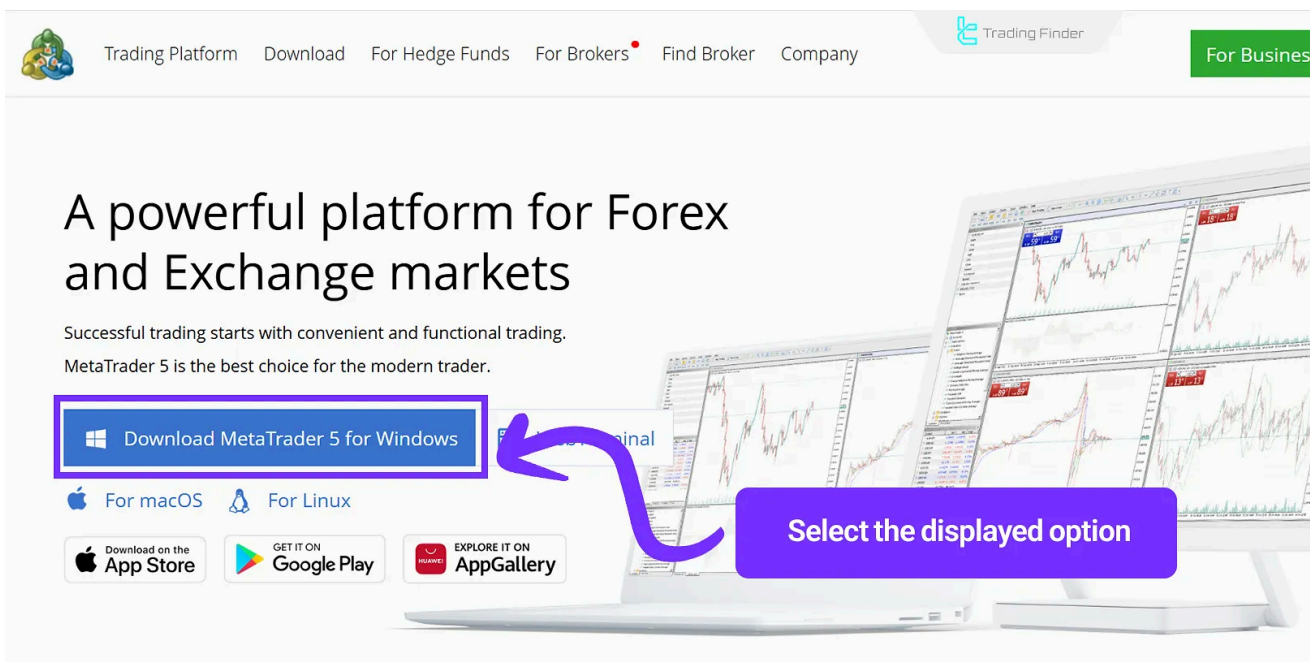 Trading Platform Download For Hedge Funds For Brokers Find Broker Company
Trading Finder
For Busines
A powerful platform for Forex
and Exchange markets
Successful trading starts with convenient and functional trading.
MetaTrader 5 is the best choice for the modern trader.
Download MetaTrader 5 for Windows
For macOS For Linux
Download on the
App Store
GET IT ON
Google Play
HUAWEI
EXPLORE IT ON
AppGallery
Select the displayed option